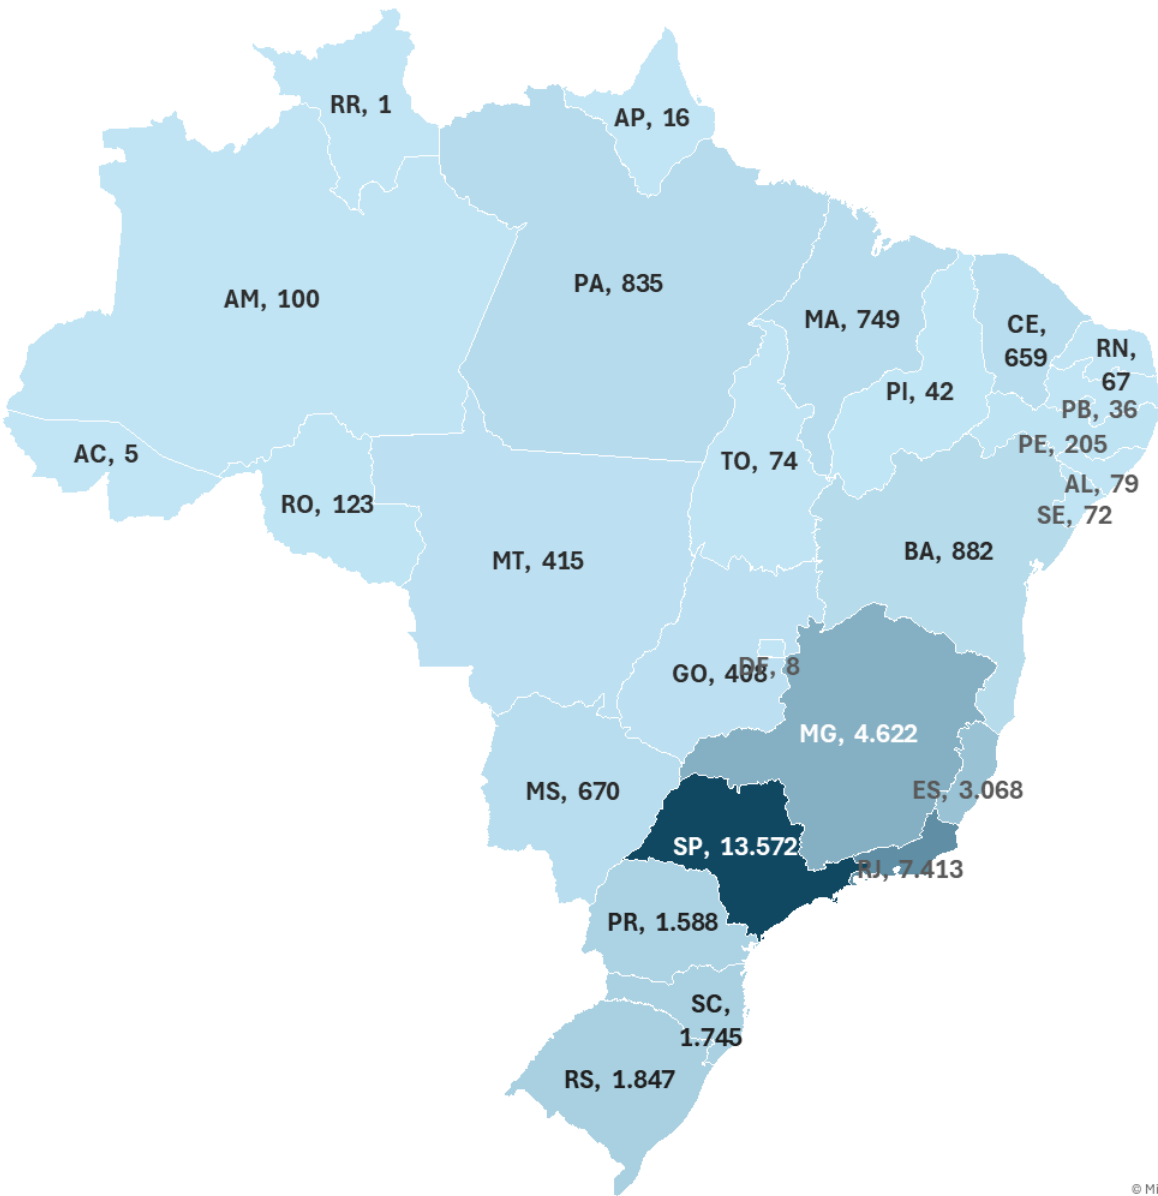 RR, 1
AP, 16
AM, 100
PA, 835
MA, 749
CE,
659
RN,
67
PI, 42
PB, 36
PE, 205
AC, 5
TO, 74
AL, 79
RO, 123
SE, 72
MT, 415
BA, 882
GO, 408
DF, 8
MG, 4.622
MS, 670
ES, 3.068
SP, 13.572
RJ, 7.413
PR, 1.588
SC,
1.745
RS, 1.847
© Mi